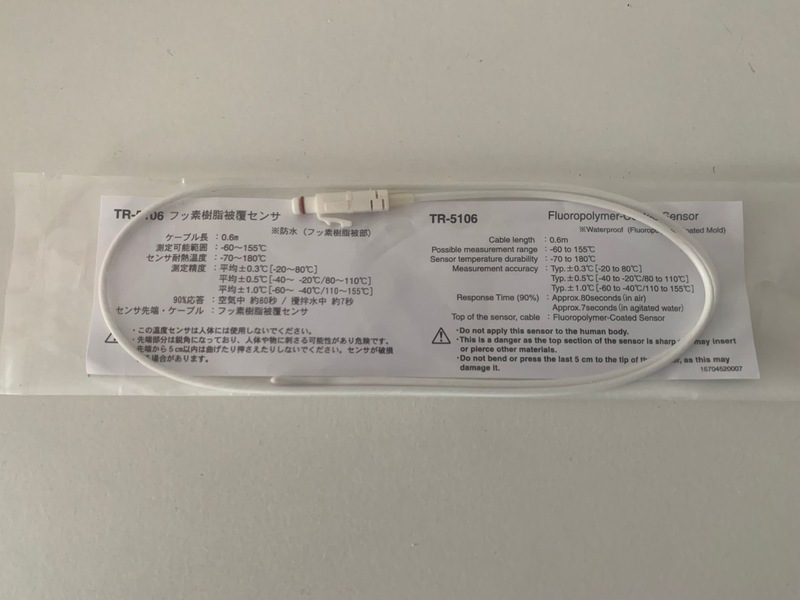 TR-5106 フッ素樹脂被覆センサ
※防水（フッ素樹脂被部）
ケーブル長 ：0.6m
測定可能範囲 ：-60～155℃
センサ耐熱温度 ：-70～180℃
測定精度 ：平均±0.3℃[-20～80℃]
平均±0.5℃[-40～ -20℃/80～110℃]
平均±1.0℃[-60～ -40℃/110～155℃]
90%応答 ：空気中 約80秒 / 攪拌水中 約7秒
センサ先端・ケーブル ：フッ素樹脂被覆センサ
・この温度センサは人体には使用しないでください。
・先端部分は鋭角になっており、人体や物に刺さる可能性があり危険です。
先端から5cm以内は曲げたり押さえたりしないでください。センサが破損
る場合があります。
TR-5106 Fluoropolymer-Coated Sensor
※Waterproof (Fluoropo ated Mold)
Cable length : 0.6m
Possible measurement range : -60 to 155℃
Sensor temperature durability : -70 to 180℃
Measurement accuracy : Typ.±0.3℃[-20 to 80℃]
Typ.±0.5℃[-40 to -20℃/80 to 110℃]
Typ.±1.0℃[-60 to -40℃/110 to 155℃]
Response Time (90%) : Approx.80seconds (in air)
Approx.7seconds (in agitated water)
Top of the sensor, cable : Fluoropolymer-Coated Sensor
・Do not apply this sensor to the human body.
・This is a danger as the top section of the sensor is sharp may insert
or pierce other materials.
・Do not bend or press the last 5 cm to the tip of , as this may
damage it.
16704520007